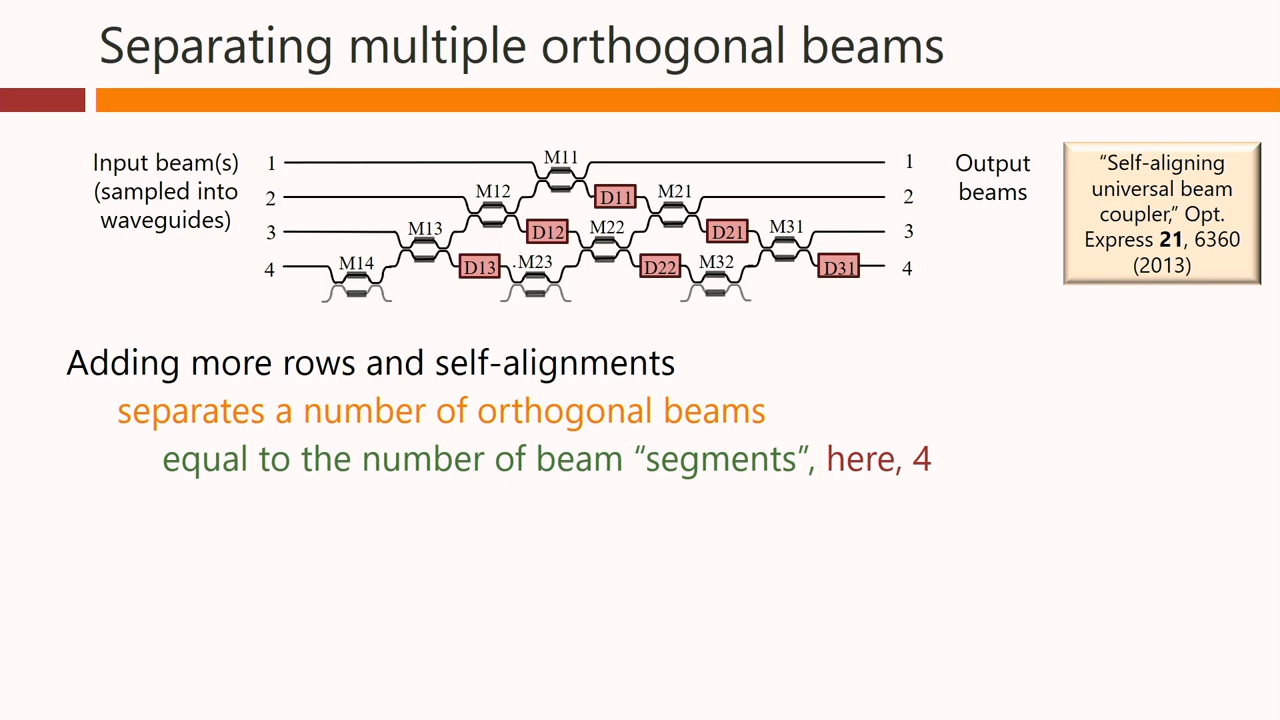 Separating multiple orthogonal beams
Input beam(s)
(sampled into
waveguides)
1
2
3
4
M11
M12
D11
M21
M13
D12
M22
D21
M31
M14
D13
M23
D22
M32
D31
1
2
3
4
Output
beams
“Self-aligning
universal beam
coupler,” Opt.
Express 21, 6360
(2013)
Adding more rows and self-alignments
separates a number of orthogonal beams
equal to the number of beam “segments”, here, 4